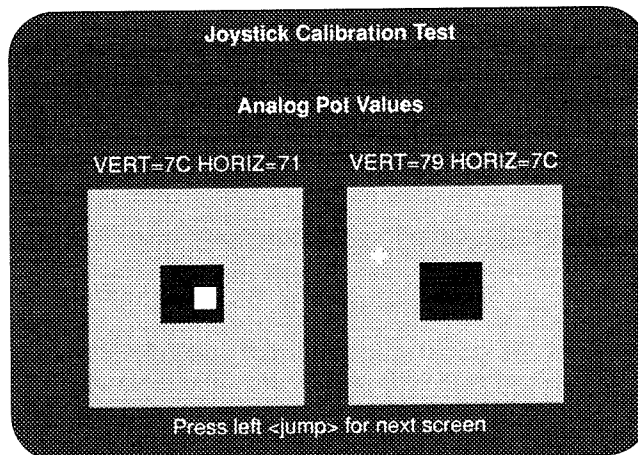 Joystick Calibration Test
Analog Pot Values
VERT=7C HORIZ=71 VERT=79 HORIZ=7C
Press left <jump> for next screen